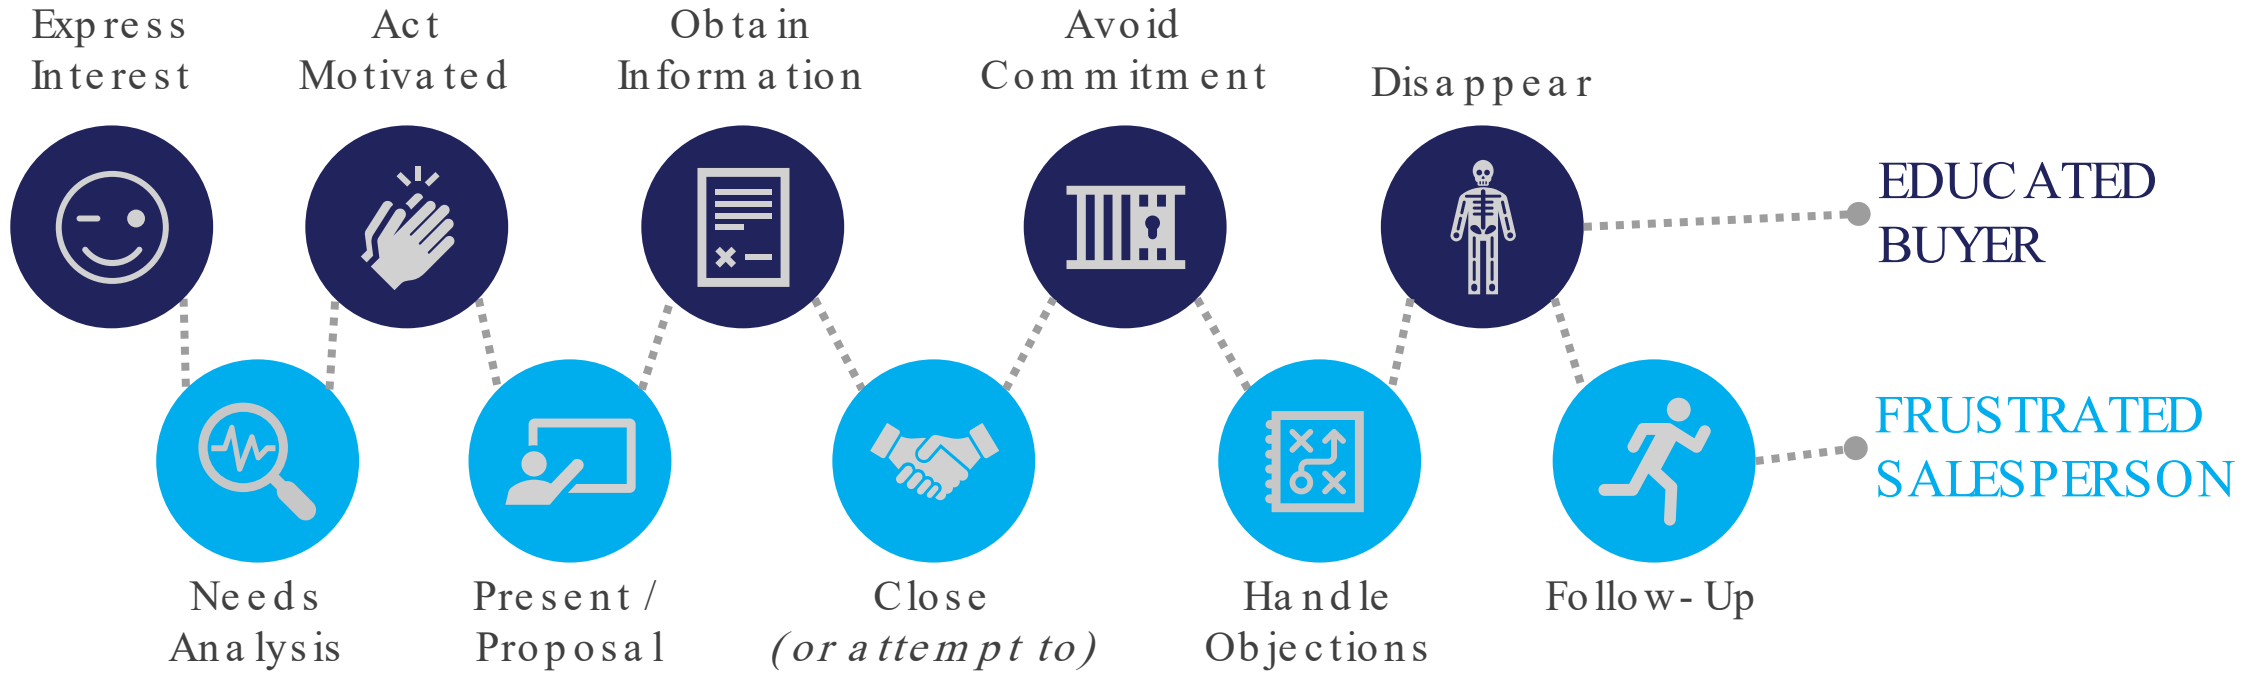 Express
Interest
Act
Motivated
Obtain
Information
Avoid
Commitment
Disappear
EDUCATED
BUYER
FRUSTRATED
SALESPERSON
Needs
Analysis
Present /
Proposal
Close
(or attempt to)
Handle
Objections
Follow-Up